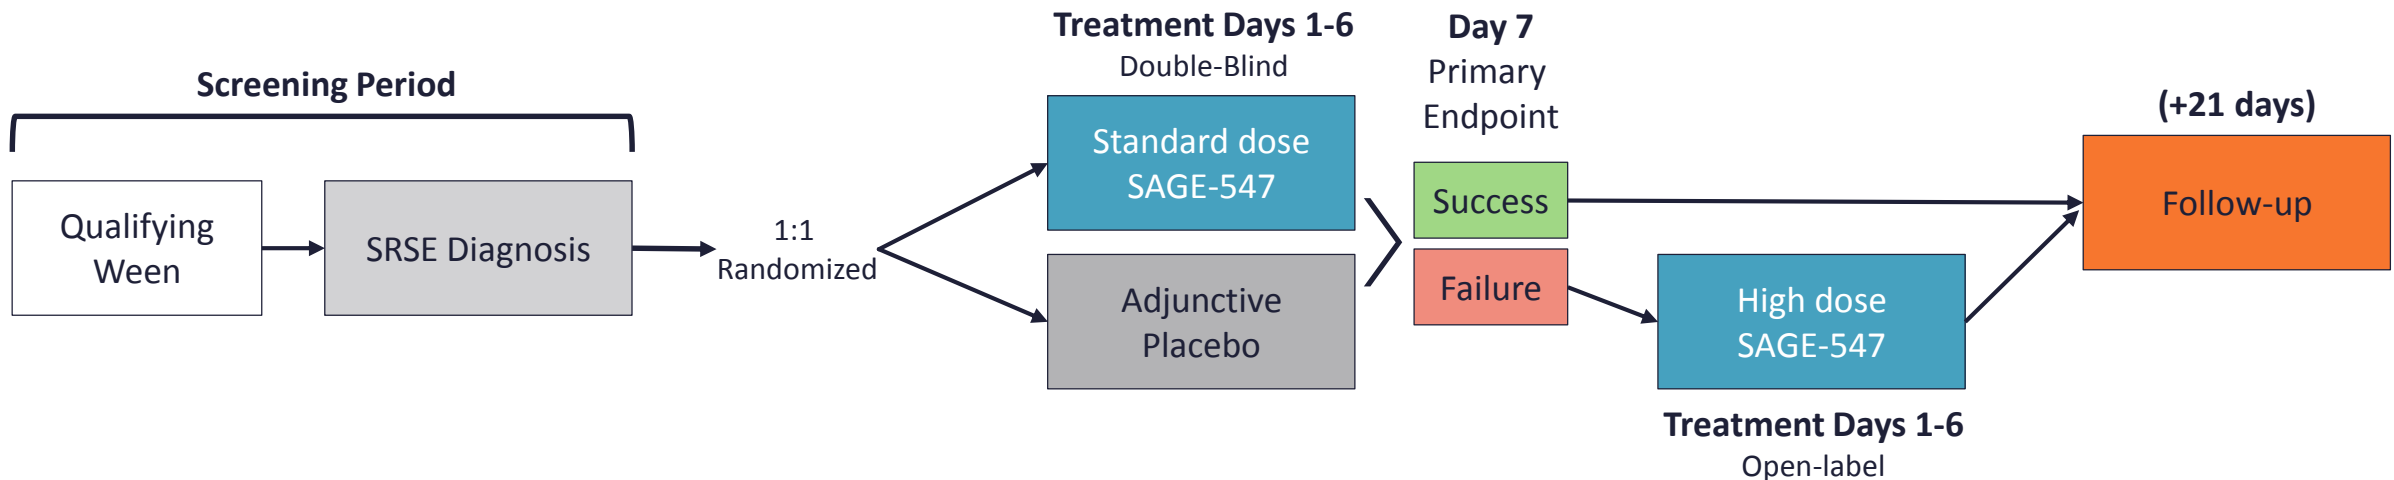 Screening Period
Qualifying
Ween
SRSE Diagnosis
1:1
Randomized
Treatment Days 1-6
Double-Blind
Standard dose
SAGE-547
Adjunctive
Placebo
Day 7
Primary
Endpoint
Success
Failure
High dose
SAGE-547
Treatment Days 1-6
Open-label
(+21 days)
Follow-up